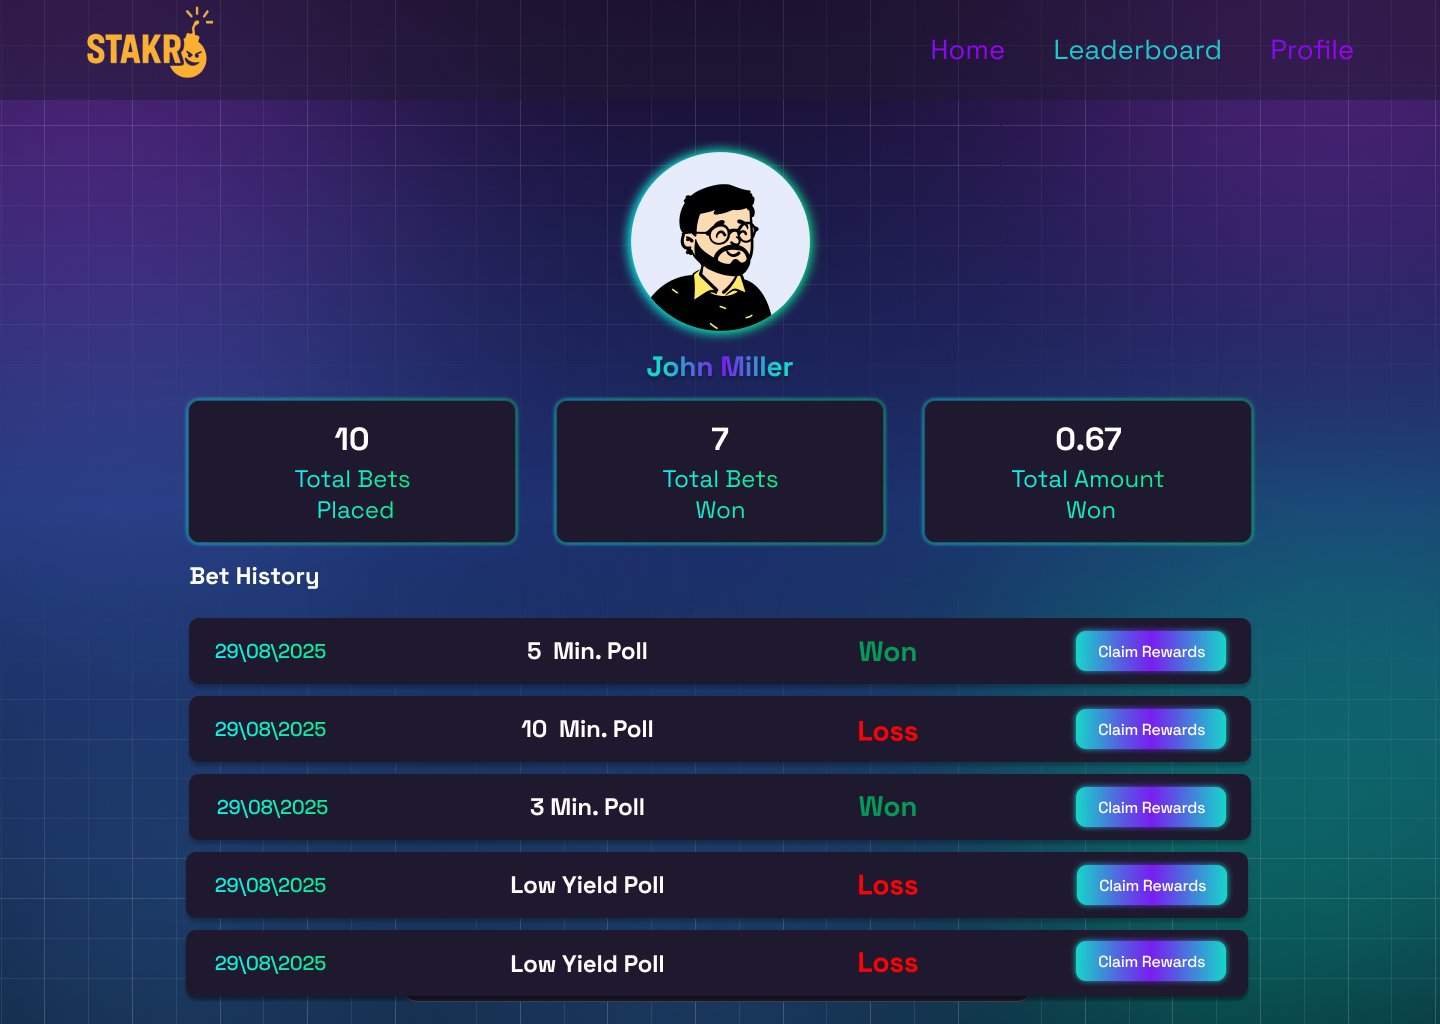 STAKR
Home Leaderboard Profile
John Miller
10 7 0.67
Total Bets Total Bets Total Amount
Placed Won Won
Bet History
29\08\2025 5 Min. Poll Won Claim Rewards
29\08\2025 10 Min. Poll Loss Claim Rewards
29\08\2025 3 Min. Poll Won Claim Rewards
29\08\2025 Low Yield Poll Loss Claim Rewards
29\08\2025 Low Yield Poll Loss Claim Rewards